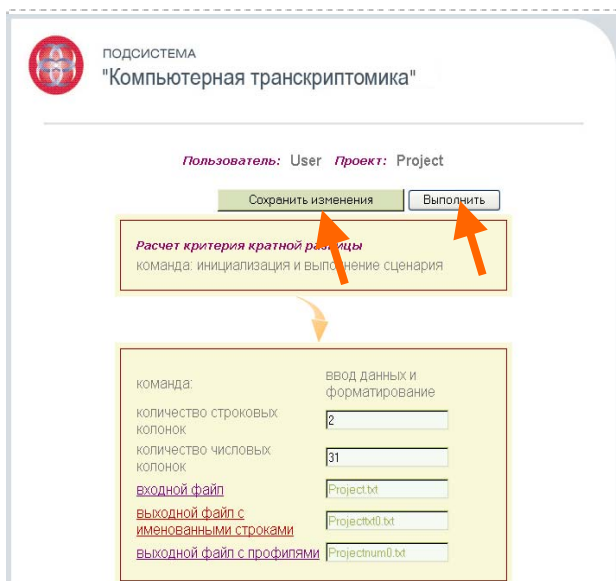 ПОДСИСТЕМА
"Компьютерная транскриптомика"
Пользователь: User Проект: Project
Сохранить изменения
Выполнить
Расчет критерия кратной разницы
команда: инициализация и выполнение сценария
команда:
ввод данных и
форматирование
количество строковых
колонок
2
количество числовых
колонок
31
входной файл
Project.txt
выходной файл с
именованными строками
Projecttxt0.txt
выходной файл с профилями
Projectnum0.txt